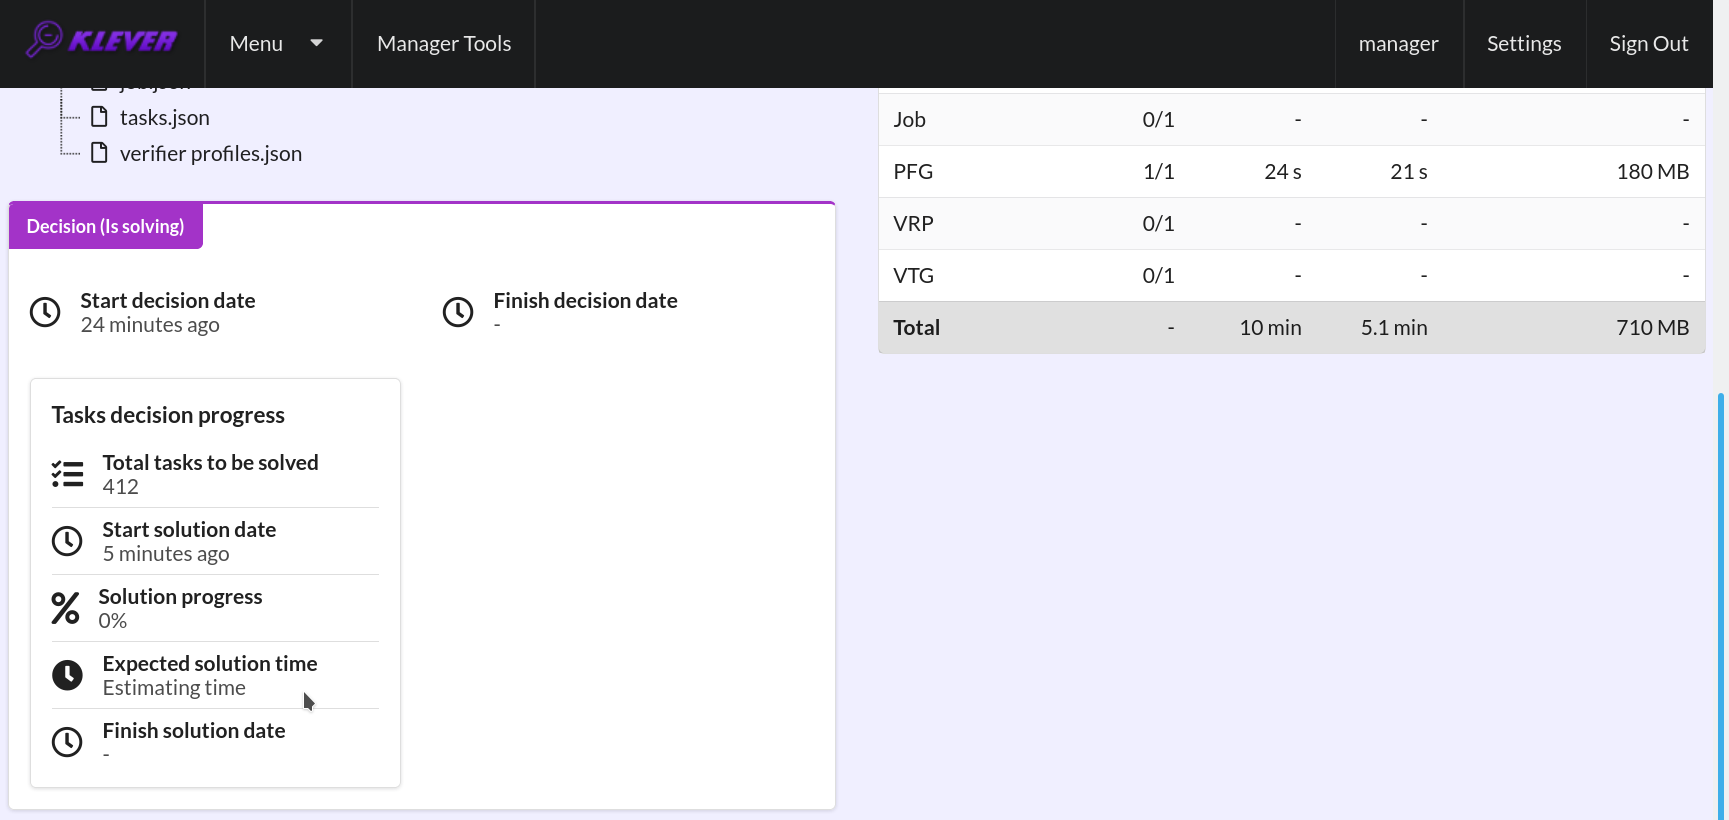 KLEVER
Menu
Manager Tools
manager
Settings
Sign Out
job.json
tasks.json
verifier profiles.json
Decision (Is solving)
Start decision date
24 minutes ago
Finish decision date
-
Tasks decision progress
Total tasks to be solved
412
Start solution date
5 minutes ago
Solution progress
0%
Expected solution time
Estimating time
Finish solution date
-
Job 0/1 - - -
PFG 1/1 24 s 21 s 180 MB
VRP 0/1 - - -
VTG 0/1 - - -
Total - 10 min 5.1 min 710 MB